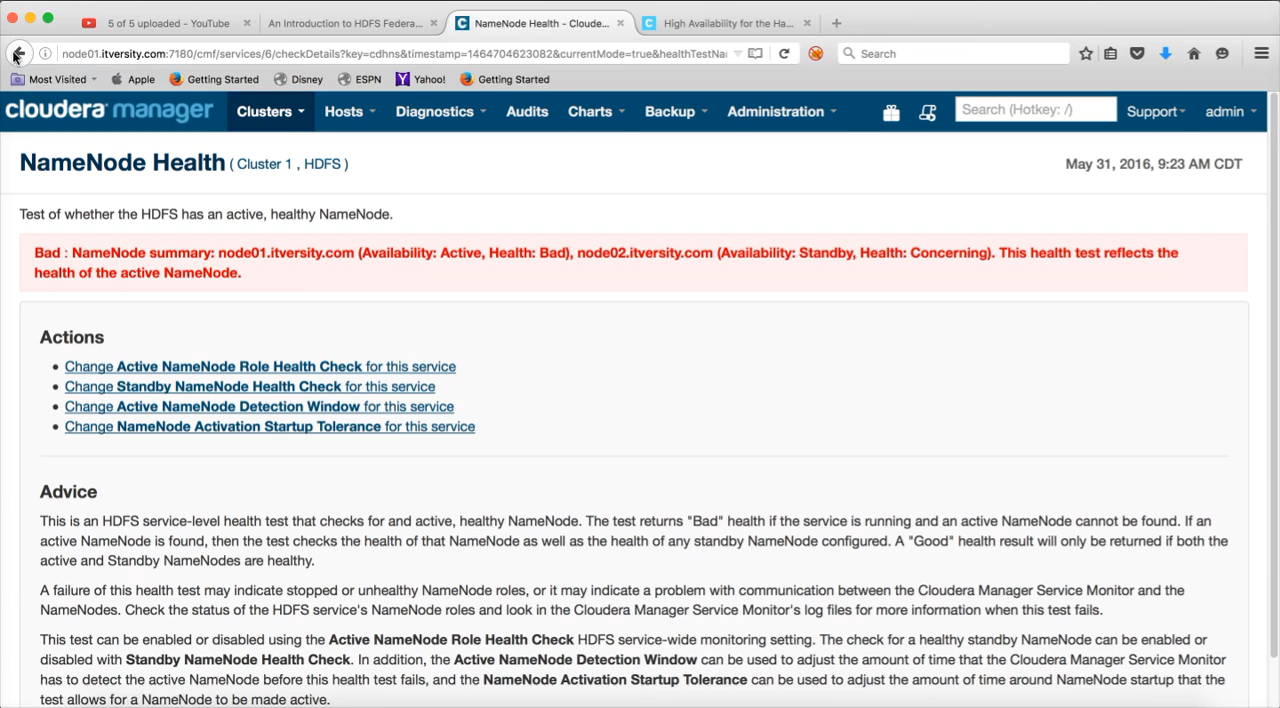 5 of 5 uploaded - YouTube
An Introduction to HDFS Federa...
NameNode Health - Cloude...
High Availability for the Ha...
node01.itversity.com:7180/cmf/services/6/checkDetails?key=cdhns&timestamp=1464704623082&currentMode=true&healthTestNa
Search
Most Visited
Apple
Getting Started
Disney
ESPN
Yahoo!
Getting Started
cloudera manager
Clusters
Hosts
Diagnostics
Audits
Charts
Backup
Administration
Search (Hotkey: /)
Support
admin
NameNode Health ( Cluster 1 , HDFS )
May 31, 2016, 9:23 AM CDT
Test of whether the HDFS has an active, healthy NameNode.
Bad : NameNode summary: node01.itversity.com (Availability: Active, Health: Bad), node02.itversity.com (Availability: Standby, Health: Concerning). This health test reflects the
health of the active NameNode.
Actions
Change Active NameNode Role Health Check for this service
Change Standby NameNode Health Check for this service
Change Active NameNode Detection Window for this service
Change NameNode Activation Startup Tolerance for this service
Advice
This is an HDFS service-level health test that checks for and active, healthy NameNode. The test returns "Bad" health if the service is running and an active NameNode cannot be found. If an
active NameNode is found, then the test checks the health of that NameNode as well as the health of any standby NameNode configured. A "Good" health result will only be returned if both the
active and Standby NameNodes are healthy.
A failure of this health test may indicate stopped or unhealthy NameNode roles, or it may indicate a problem with communication between the Cloudera Manager Service Monitor and the
NameNodes. Check the status of the HDFS service's NameNode roles and look in the Cloudera Manager Service Monitor's log files for more information when this test fails.
This test can be enabled or disabled using the Active NameNode Role Health Check HDFS service-wide monitoring setting. The check for a healthy standby NameNode can be enabled or
disabled with Standby NameNode Health Check. In addition, the Active NameNode Detection Window can be used to adjust the amount of time that the Cloudera Manager Service Monitor
has to detect the active NameNode before this health test fails, and the NameNode Activation Startup Tolerance can be used to adjust the amount of time around NameNode startup that the
test allows for a NameNode to be made active.